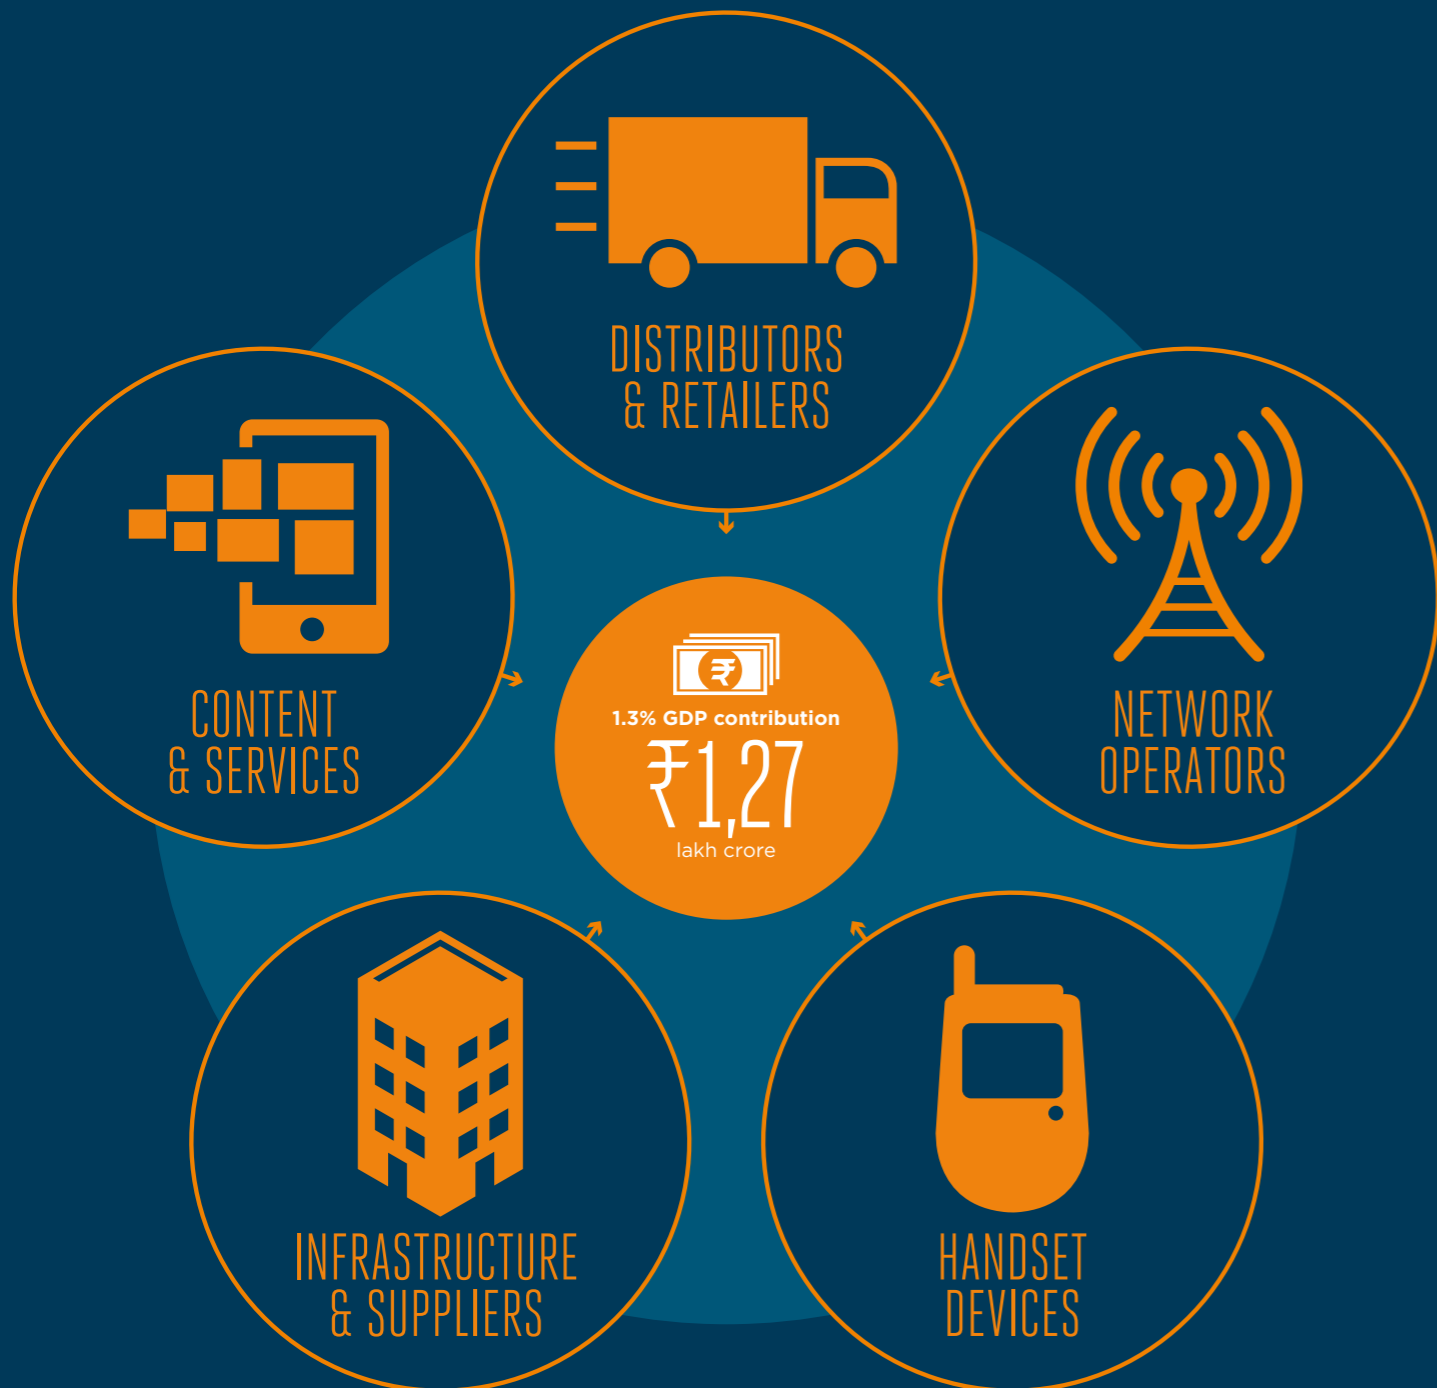 DISTRIBUTORS
& RETAILERS
CONTENT
& SERVICES
NETWORK
OPERATORS
₹
1.3% GDP contribution
₹1,27
lakh crore
INFRASTRUCTURE
& SUPPLIERS
HANDSET
DEVICES